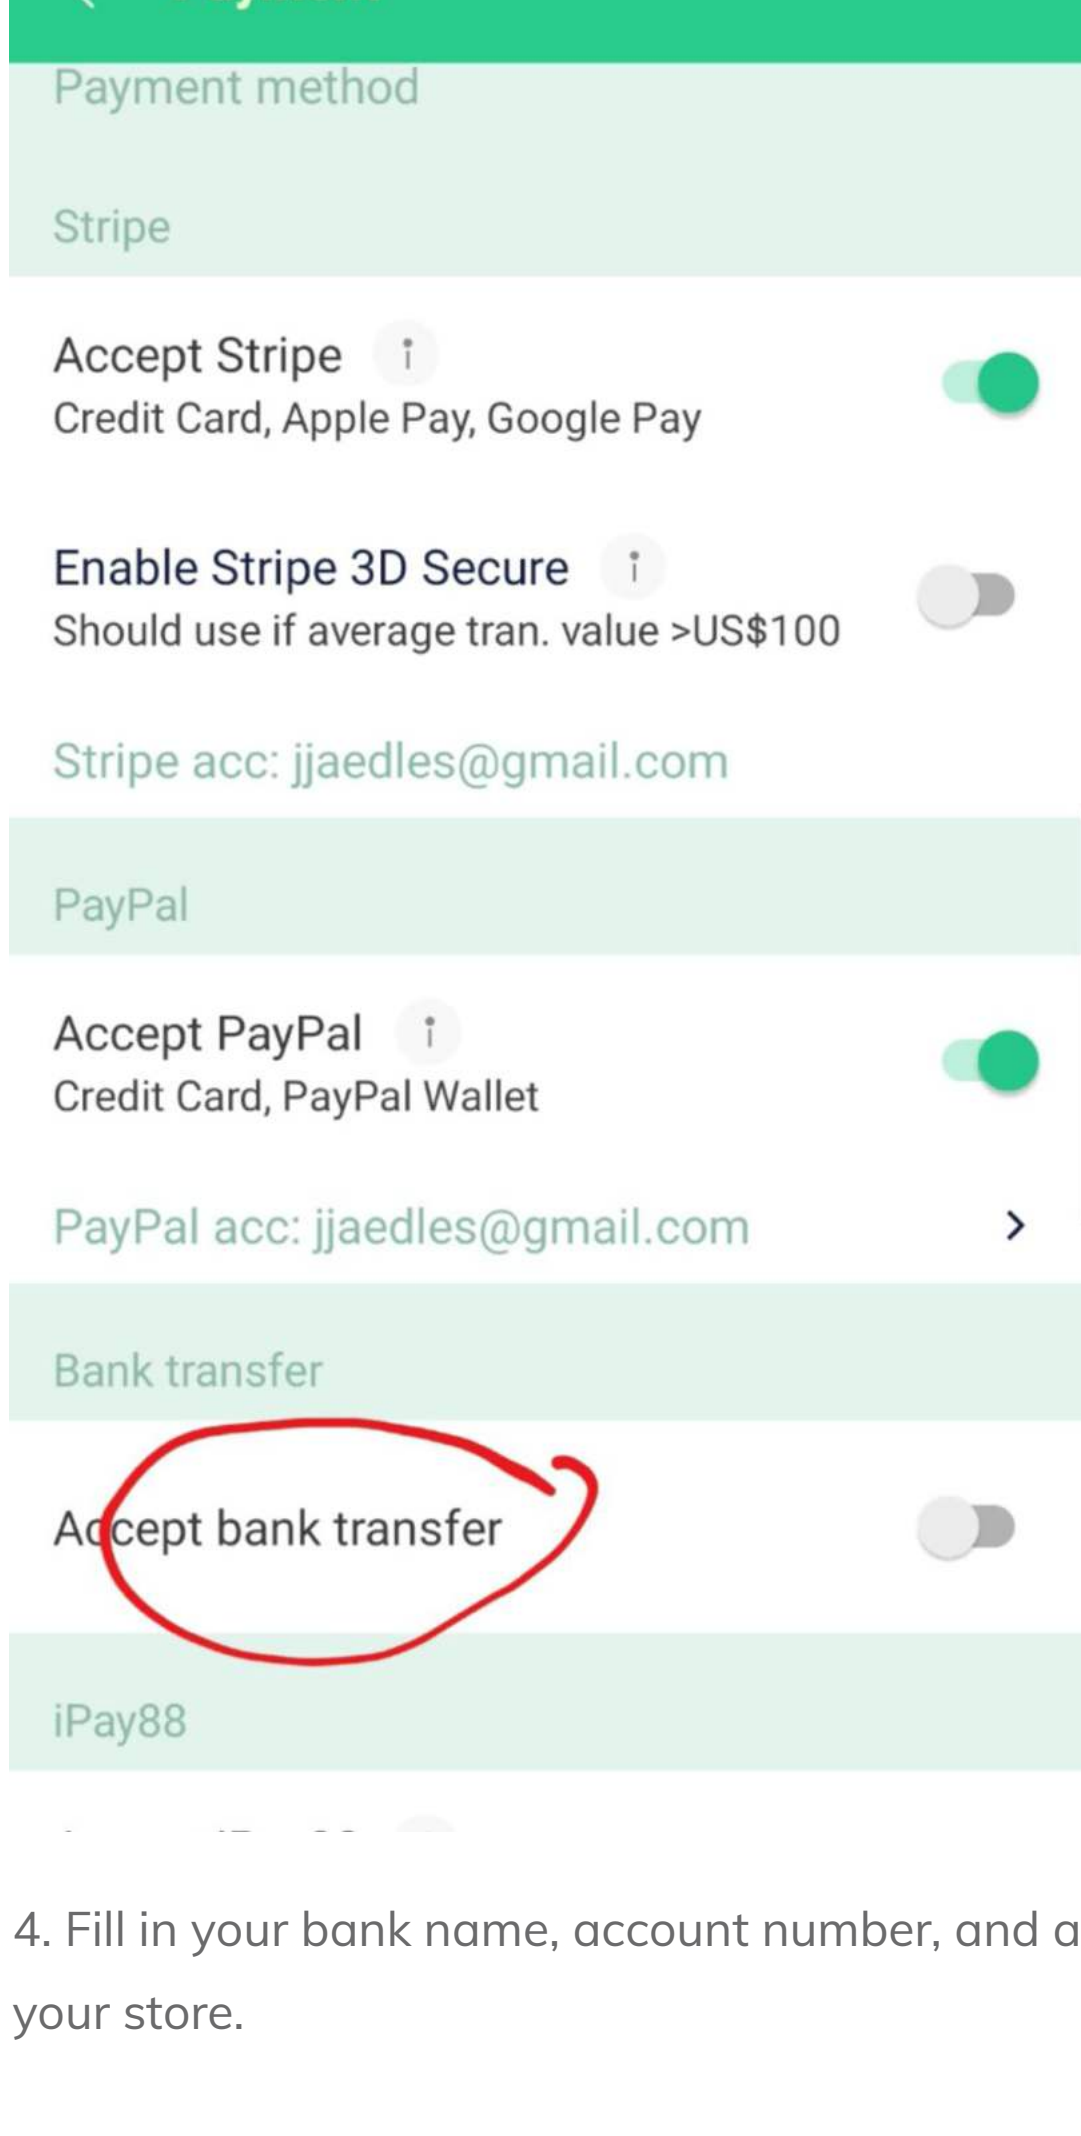 Payment method
Stripe
Accept Stripe i
Credit Card, Apple Pay, Google Pay
Enable Stripe 3D Secure i
Should use if average tran. value >US$100
Stripe acc: jjaedles@gmail.com
PayPal
Accept PayPal i
Credit Card, PayPal Wallet
PayPal acc: jjaedles@gmail.com
Bank transfer
Accept bank transfer
iPay88
4. Fill in your bank name, account number, and a
your store.